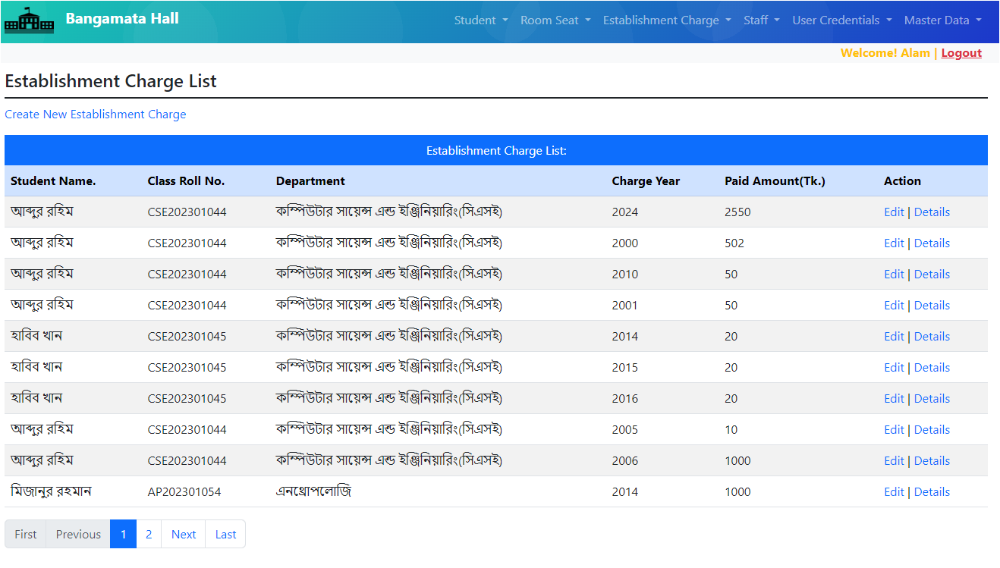 Bangamata Hall Student Room Seat Establishment Charge Staff User Credentials Master Data
Welcome! Alam | Logout
Establishment Charge List
Create New Establishment Charge
Establishment Charge List:
Student Name. Class Roll No. Department Charge Year Paid Amount(Tk.) Action
আব্দুর রহিম CSE202301044 কম্পিউটার সায়েন্স এন্ড ইঞ্জিনিয়ারিং(সিএসই) 2024 2550 Edit | Details
আব্দুর রহিম CSE202301044 কম্পিউটার সায়েন্স এন্ড ইঞ্জিনিয়ারিং(সিএসই) 2000 502 Edit | Details
আব্দুর রহিম CSE202301044 কম্পিউটার সায়েন্স এন্ড ইঞ্জিনিয়ারিং(সিএসই) 2010 50 Edit | Details
আব্দুর রহিম CSE202301044 কম্পিউটার সায়েন্স এন্ড ইঞ্জিনিয়ারিং(সিএসই) 2001 50 Edit | Details
হাবিব খান CSE202301045 কম্পিউটার সায়েন্স এন্ড ইঞ্জিনিয়ারিং(সিএসই) 2014 20 Edit | Details
হাবিব খান CSE202301045 কম্পিউটার সায়েন্স এন্ড ইঞ্জিনিয়ারিং(সিএসই) 2015 20 Edit | Details
হাবিব খান CSE202301045 কম্পিউটার সায়েন্স এন্ড ইঞ্জিনিয়ারিং(সিএসই) 2016 20 Edit | Details
আব্দুর রহিম CSE202301044 কম্পিউটার সায়েন্স এন্ড ইঞ্জিনিয়ারিং(সিএসই) 2005 10 Edit | Details
আব্দুর রহিম CSE202301044 কম্পিউটার সায়েন্স এন্ড ইঞ্জিনিয়ারিং(সিএসই) 2006 1000 Edit | Details
মিজানুর রহমান AP202301054 এনথ্রোপলোজি 2014 1000 Edit | Details
First Previous 1 2 Next Last